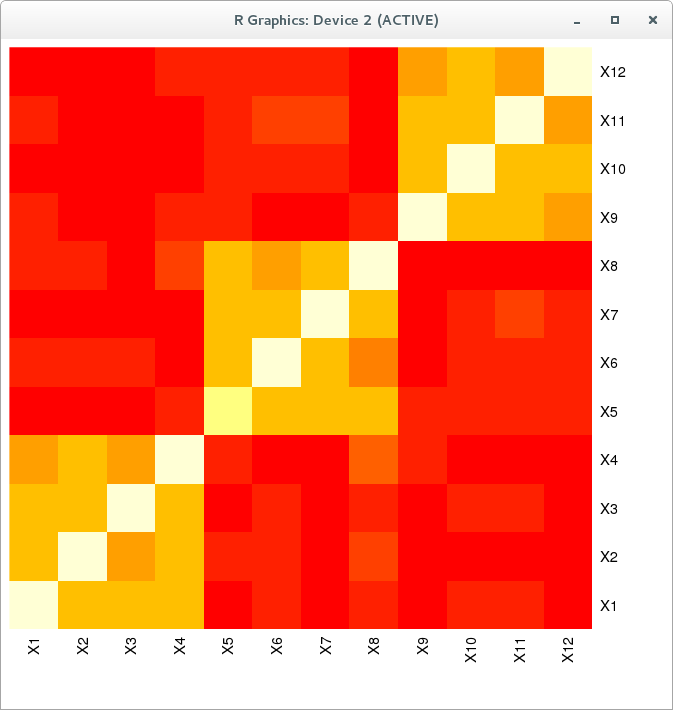 R Graphics: Device 2 (ACTIVE)
X12
X11
X10
X9
X8
X7
X6
X5
X4
X3
X2
X1
X1 X2 X3 X4 X5 X6 X7 X8 X9 X10 X11 X12